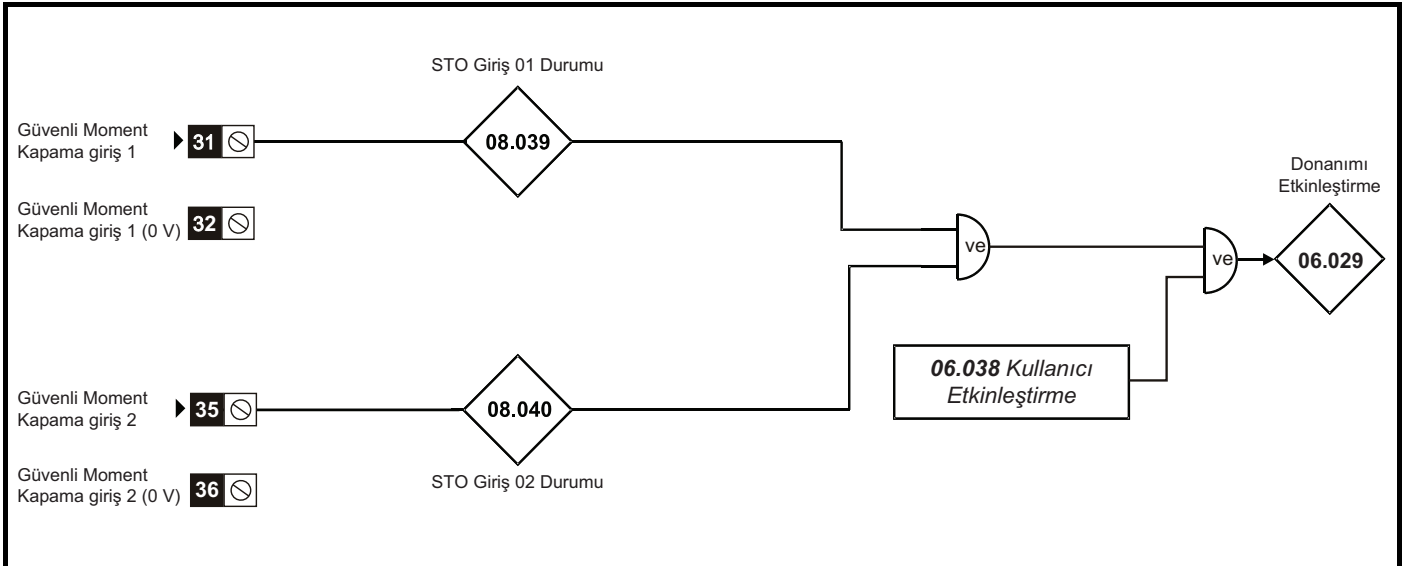 STO Giriş 01 Durumu
Güvenli Moment
Kapama giriş 1
31
08.039
Donanımı
Etkinleştirme
Güvenli Moment
Kapama giriş 1 (0 V)
32
ve
ve
06.029
06.038 Kullanıcı
Etkinleştirme
Güvenli Moment
Kapama giriş 2
35
08.040
Güvenli Moment
Kapama giriş 2 (0 V)
36
STO Giriş 02 Durumu